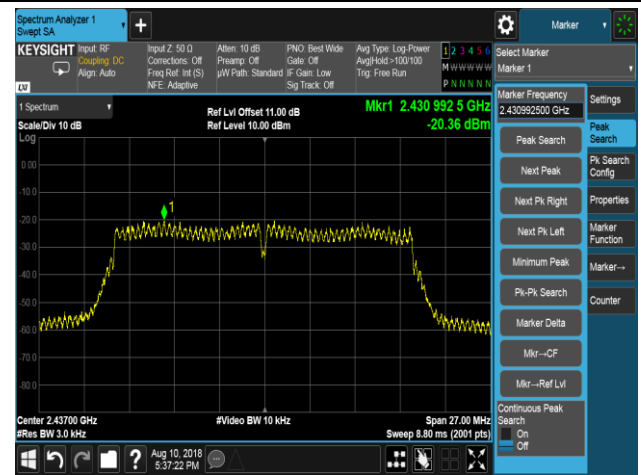 Spectrum Analyzer 1
Swept SA
Marker
KEYSIGHT Input: RF
Coupling: DC
Align: Auto
Input Z: 50 Ω
Corrections: Off
Freq Ref: Int (S)
NFE: Adaptive
Atten: 10 dB
Preamp: Off
µW Path: Standard
PNO: Best Wide
Gate: Off
IF Gain: Low
Sig Track: Off
Avg Type: Log-Power
Avg|Hold:>100/100
Trig: Free Run
1 2 3 4 5 6
M W W W W W
P N N N N N
Select Marker
Marker 1
LXI
1 Spectrum
Scale/Div 10 dB
Log
Ref Lvl Offset 11.00 dB
Ref Level 10.00 dBm
Mkr1 2.430 992 5 GHz
-20.36 dBm
0.00
-10.0
-20.0
-30.0
-40.0
-50.0
-60.0
-70.0
-80.0
1
Center 2.43700 GHz
#Res BW 3.0 kHz
#Video BW 10 kHz
Span 27.00 MHz
Sweep 8.80 ms (2001 pts)
Marker Frequency
2.430992500 GHz
Peak Search
Next Peak
Next Pk Right
Next Pk Left
Minimum Peak
Pk-Pk Search
Marker Delta
Mkr→CF
Mkr→Ref Lvl
Continuous Peak
Search
On
Off
Settings
Peak
Search
Pk Search
Config
Properties
Marker
Function
Marker→
Counter
?
Aug 10, 2018
5:37:22 PM